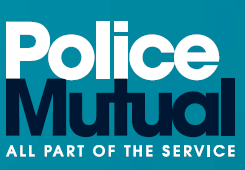 Police
Mutual
ALL PART OF THE SERVICE